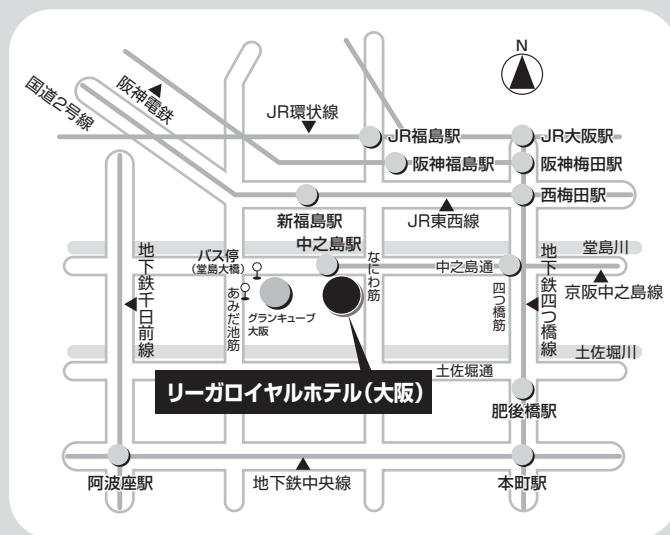 N
国道2号線
阪神電鉄
JR環状線
JR福島駅
JR大阪駅
阪神福島駅
阪神梅田駅
西梅田駅
新福島駅
JR東西線
中之島駅
バス停
(堂島大橋)
なにわ筋
中之島通
堂島川
地下鉄千日前線
あみだ池筋
グランキューブ
大阪
四つ橋筋
地下鉄四つ橋線
京阪中之島線
土佐堀川
土佐堀通
リーガロイヤルホテル(大阪)
肥後橋駅
阿波座駅
地下鉄中央線
本町駅